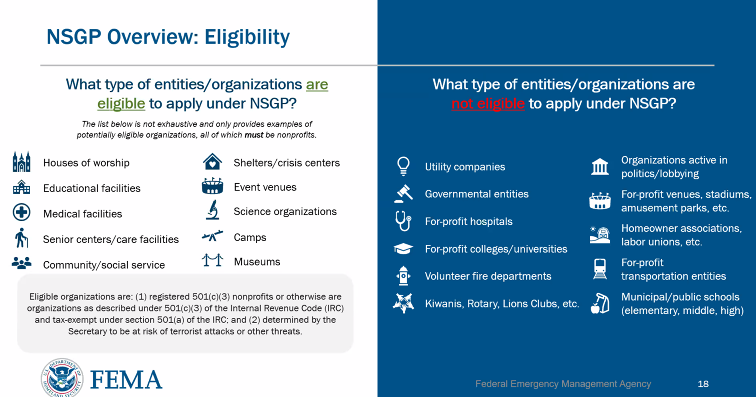 NSGP Overview: Eligibility
What type of entities/organizations are
eligible to apply under NSGP?
The list below is not exhaustive and only provides examples of
potentially eligible organizations, all of which must be nonprofits.
Houses of worship
Educational facilities
Medical facilities
Senior centers/care facilities
Community/social service
Shelters/crisis centers
Event venues
Science organizations
Camps
Museums
Eligible organizations are: (1) registered 501(c)(3) nonprofits or otherwise are
organizations as described under 501(c)(3) of the Internal Revenue Code (IRC)
and tax-exempt under section 501(a) of the IRC; and (2) determined by the
Secretary to be at risk of terrorist attacks or other threats.
FEMA
What type of entities/organizations are
not eligible to apply under NSGP?
Utility companies
Governmental entities
For-profit hospitals
For-profit colleges/universities
Volunteer fire departments
Kiwanis, Rotary, Lions Clubs, etc.
Organizations active in
politics/lobbying
For-profit venues, stadiums,
amusement parks, etc.
Homeowner associations,
labor unions, etc.
For-profit
transportation entities
Municipal/public schools
(elementary, middle, high)
Federal Emergency Management Agency
18